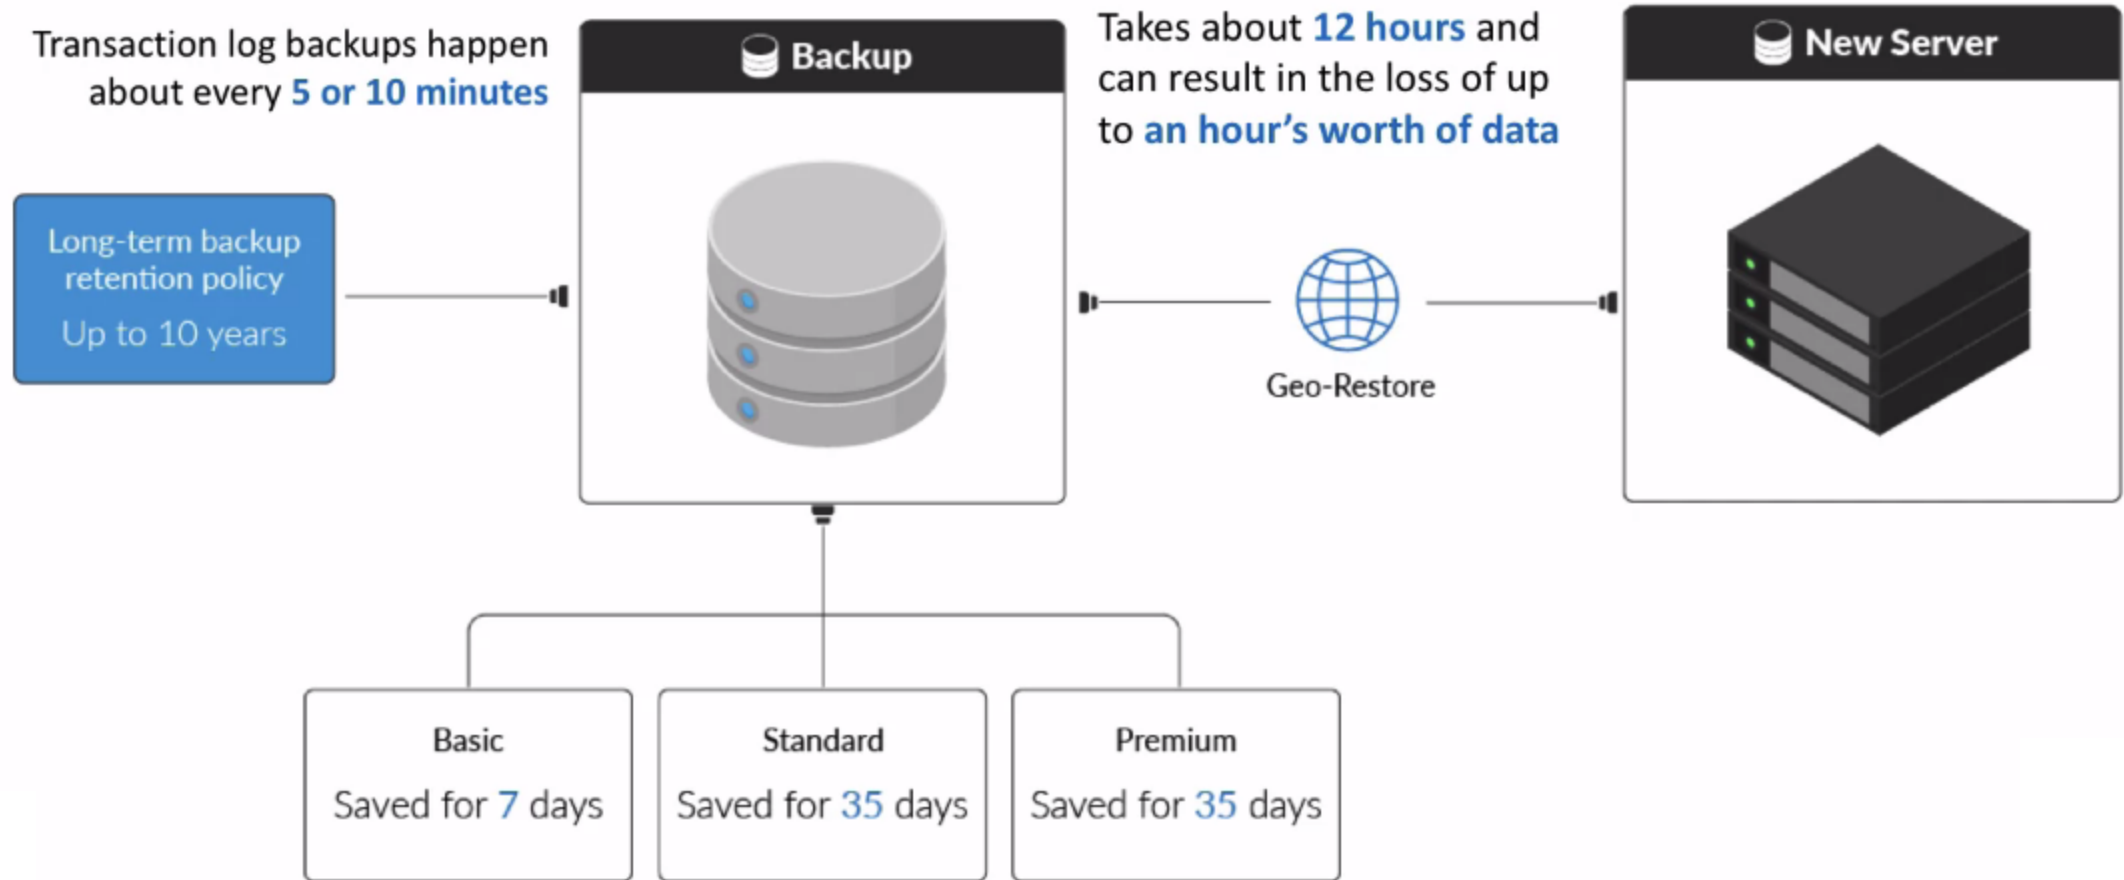 Transaction log backups happen
about every 5 or 10 minutes
Backup
Takes about 12 hours and
can result in the loss of up
to an hour’s worth of data
New Server
Long-term backup
retention policy
Up to 10 years
Geo-Restore
Basic
Saved for 7 days
Standard
Saved for 35 days
Premium
Saved for 35 days